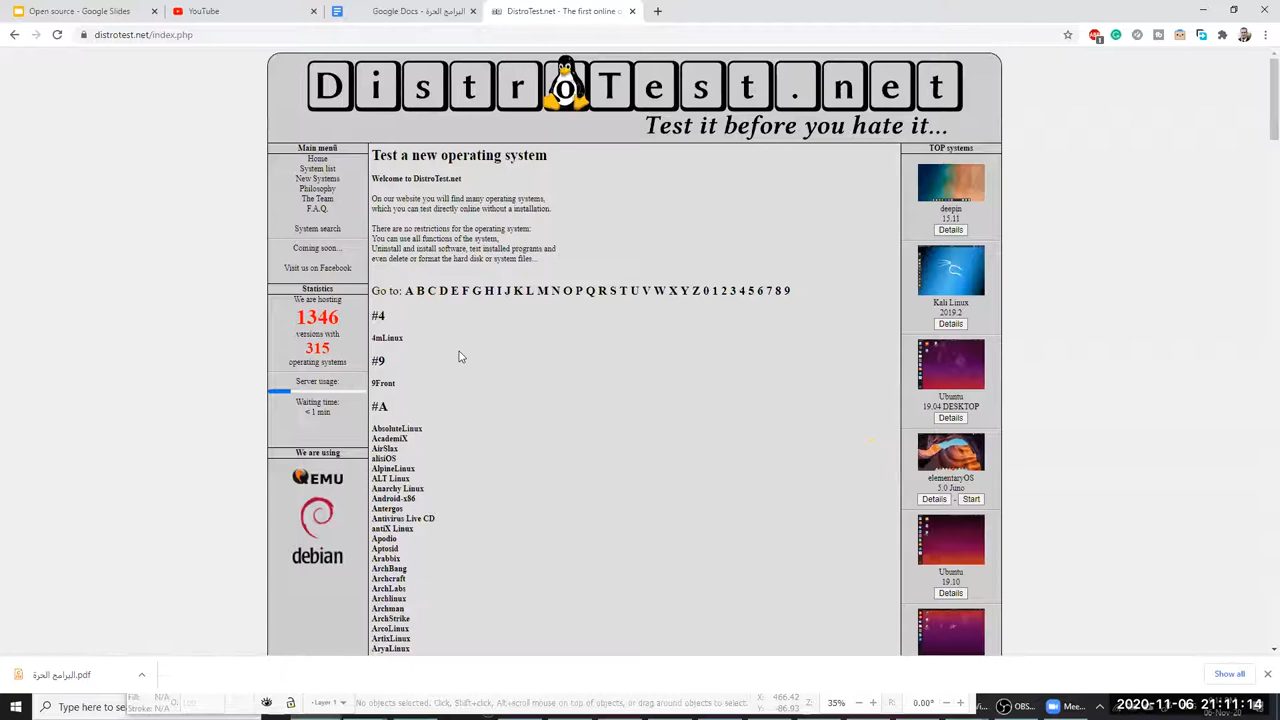 Open source - Google Slides
YouTube
البرامج الحرة - Google Docs
DistroTest.net - The first online o
distrotest.net/index.php
DistroTest.net
Test it before you hate it...
Main menü
Home
System list
New Systems
Philosophy
The Team
F.A.Q.
System search
Coming soon...
Visit us on Facebook
Statistics
We are hosting
1346
versions with
315
operating systems
Server usage:
Waiting time:
< 1 min
We are using
QEMU
debian
Test a new operating system
Welcome to DistroTest.net
On our website you will find many operating systems,
which you can test directly online without a installation.
There are no restrictions for the operating system:
You can use all functions of the system,
Uninstall and install software, test installed programs and
even delete or format the hard disk or system files...
Go to: A B C D E F G H I J K L M N O P Q R S T U V W X Y Z 0 1 2 3 4 5 6 7 8 9
#4
4mLinux
#9
9Front
#A
AbsoluteLinux
AcademiX
AirSlax
alisiOS
AlpineLinux
ALT Linux
Anarchy Linux
Android-x86
Antergos
Antivirus Live CD
antiX Linux
Apodio
Aptosid
Arabbix
ArchBang
Archcraft
ArchLabs
Archlinux
Archman
ArchStrike
ArcoLinux
ArtixLinux
AryaLinux
TOP systems
deepin
15.11
Details
Kali Linux
2019.2
Details
Ubuntu
19.04 DESKTOP
Details
elementaryOS
5.0 Juno
Details - Start
Ubuntu
19.10
Details
البرامج الحرة.pdf
Show all
Type here to se
Fill: N/A
Stroke: N/A
100
Layer 1
No objects selected. Click, Shift+click, Alt+scroll mouse on top of objects, or drag around objects to select.
X: 466.42
Y: -86.93
Z: 35%
R: 0.00°
OBS...
Mee...
2020-11-06 21:11:14